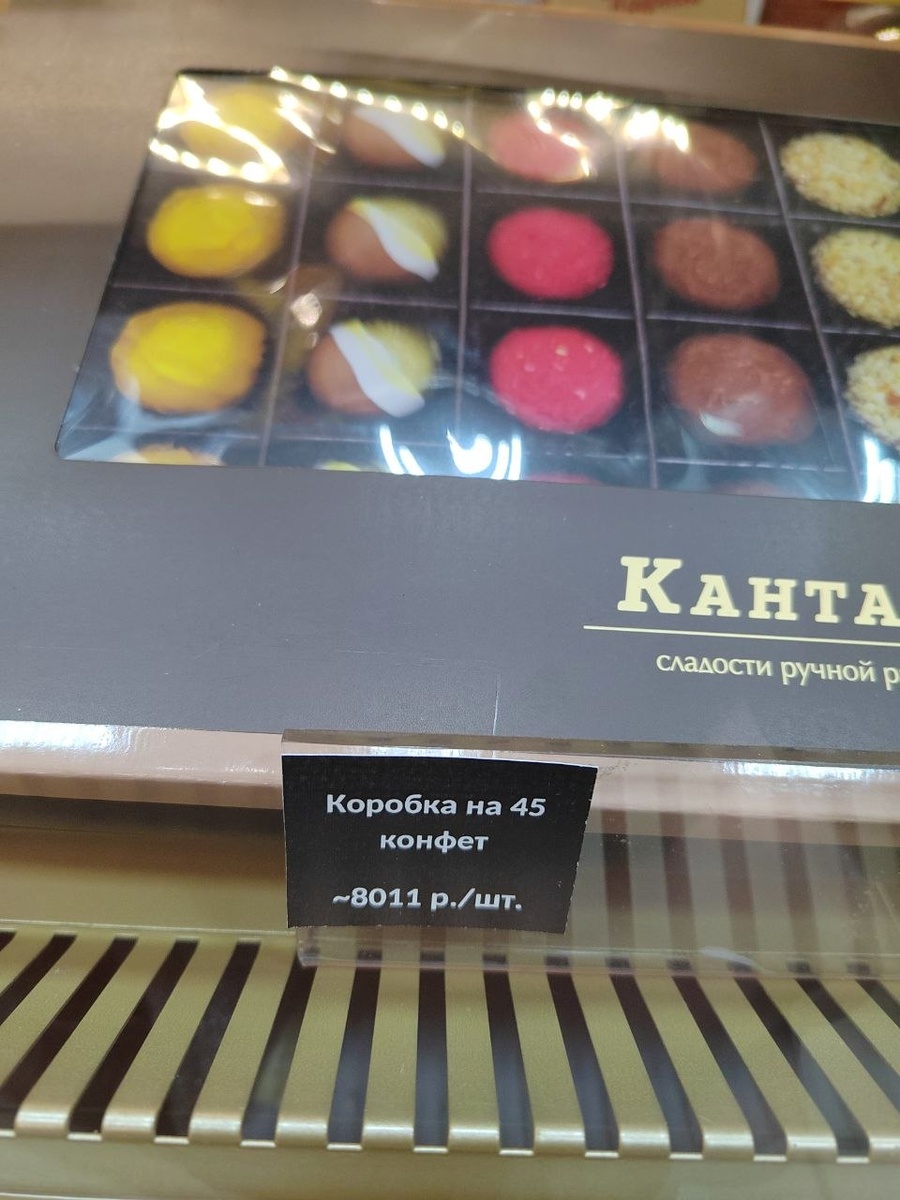 КАНТА
сладости ручной р
Коробка на 45
конфет
~8011 р./шт.